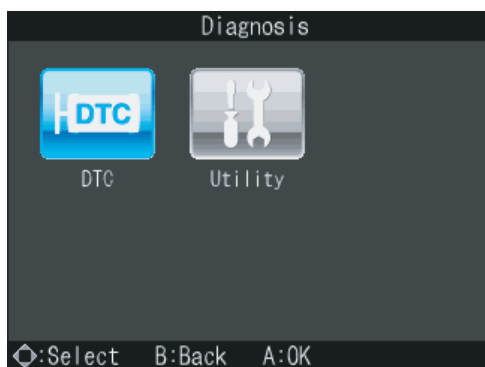 Diagnosis
DTC
DTC
Utility
:Select B:Back A:OK